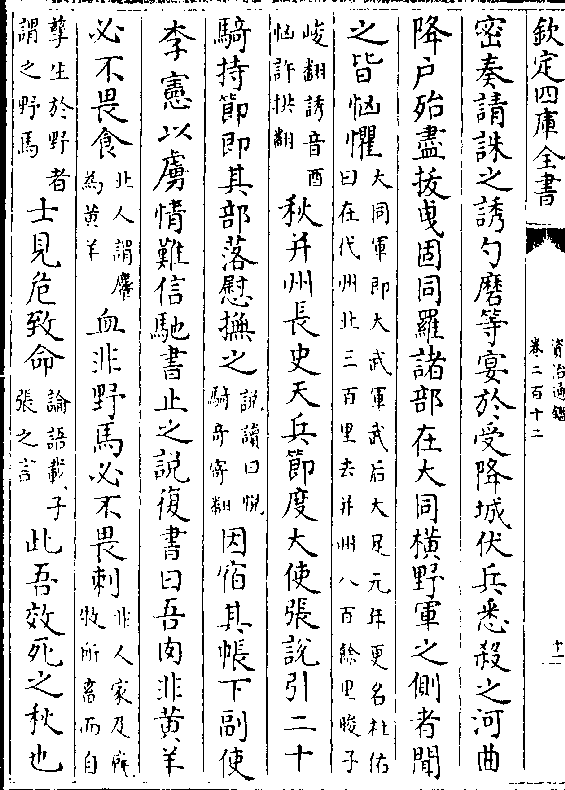 欽定四庫全書
資治通鑑
卷二百十二
十一
密奏請誅之誘勺磨等宴於受降城伏兵悉殺之河曲
降户殆盡拔曳固同羅諸部在大同橫野軍之側者聞
之皆恟懼大同軍即大武軍武后大足元年更名杜佑
曰在代州北三百里去并州八百餘里晙子
峻翻誘音酉
恟許拱翻
秋并州長史天兵節度大使張說引二十
騎持節即其部落慰撫之說讀曰悦
騎奇寄翻
因宿其帳下副使
李憲以虜情難信馳書止之說復書曰吾肉非黄羊
必不畏食北人謂麞
為黄羊
血非野馬必不畏刺非人家及廐
牧所畜而自
孳生於野者
謂之野馬
士見危致命論語載子
張之言
此吾效死之秋也